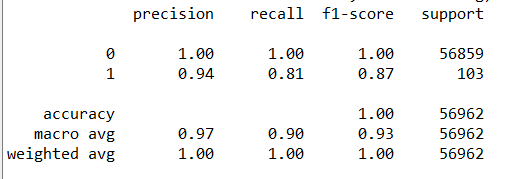 precision recall f1-score support
0 1.00 1.00 1.00 56859
1 0.94 0.81 0.87 103
accuracy 1.00 56962
macro avg 0.97 0.90 0.93 56962
weighted avg 1.00 1.00 1.00 56962